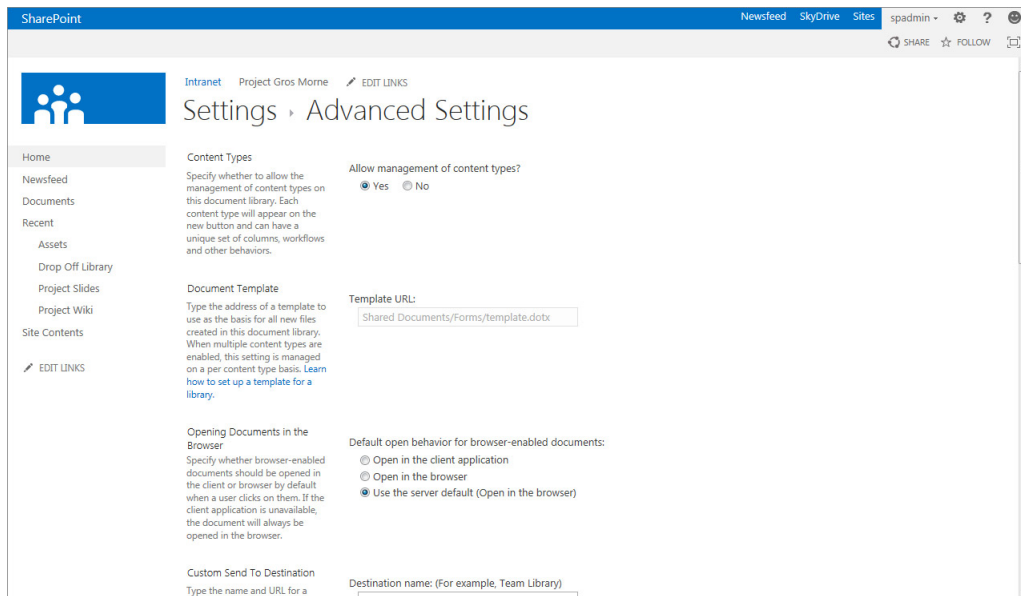 SharePoint
Newsfeed SkyDrive Sites spadmin
?
SHARE FOLLOW
Intranet Project Gros Morne EDIT LINKS
Settings Advanced Settings
Home
Newsfeed
Documents
Recent
Assets
Drop Off Library
Project Slides
Project Wiki
Site Contents
EDIT LINKS
Content Types
Specify whether to allow the
management of content types on
this document library. Each
content type will appear on the
new button and can have a
unique set of columns, workflows
and other behaviors.
Allow management of content types?
Yes No
Document Template
Type the address of a template to
use as the basis for all new files
created in this document library.
When multiple content types are
enabled, this setting is managed
on a per content type basis. Learn
how to set up a template for a
library.
Template URL:
Shared Documents/Forms/template.dotx
Opening Documents in the
Browser
Specify whether browser-enabled
documents should be opened in
the client or browser by default
when a user clicks on them. If the
client application is unavailable,
the document will always be
opened in the browser.
Default open behavior for browser-enabled documents:
Open in the client application
Open in the browser
Use the server default (Open in the browser)
Custom Send To Destination
Type the name and URL for a
Destination name: (For example, Team Library)